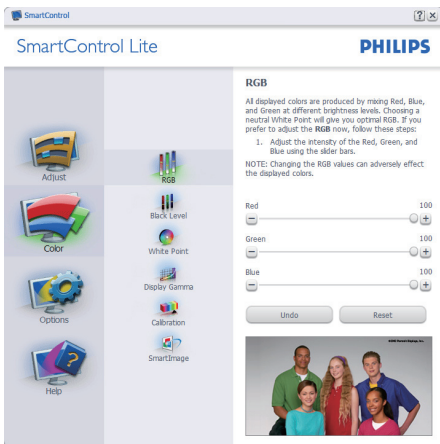 SmartControl
SmartControl Lite
PHILIPS
Adjust
Color
Options
Help
RGB
Black Level
White Point
Display Gamma
Calibration
SmartImage
RGB
All displayed colors are produced by mixing Red, Blue,
and Green at different brightness levels. Choosing a
neutral White Point will give you optimal RGB. If you
prefer to adjust the RGB now, follow these steps:
1. Adjust the intensity of the Red, Green, and
Blue using the slider bars.
NOTE: Changing the RGB values can adversely effect
the displayed colors.
Red 100
Green 100
Blue 100
Undo Reset